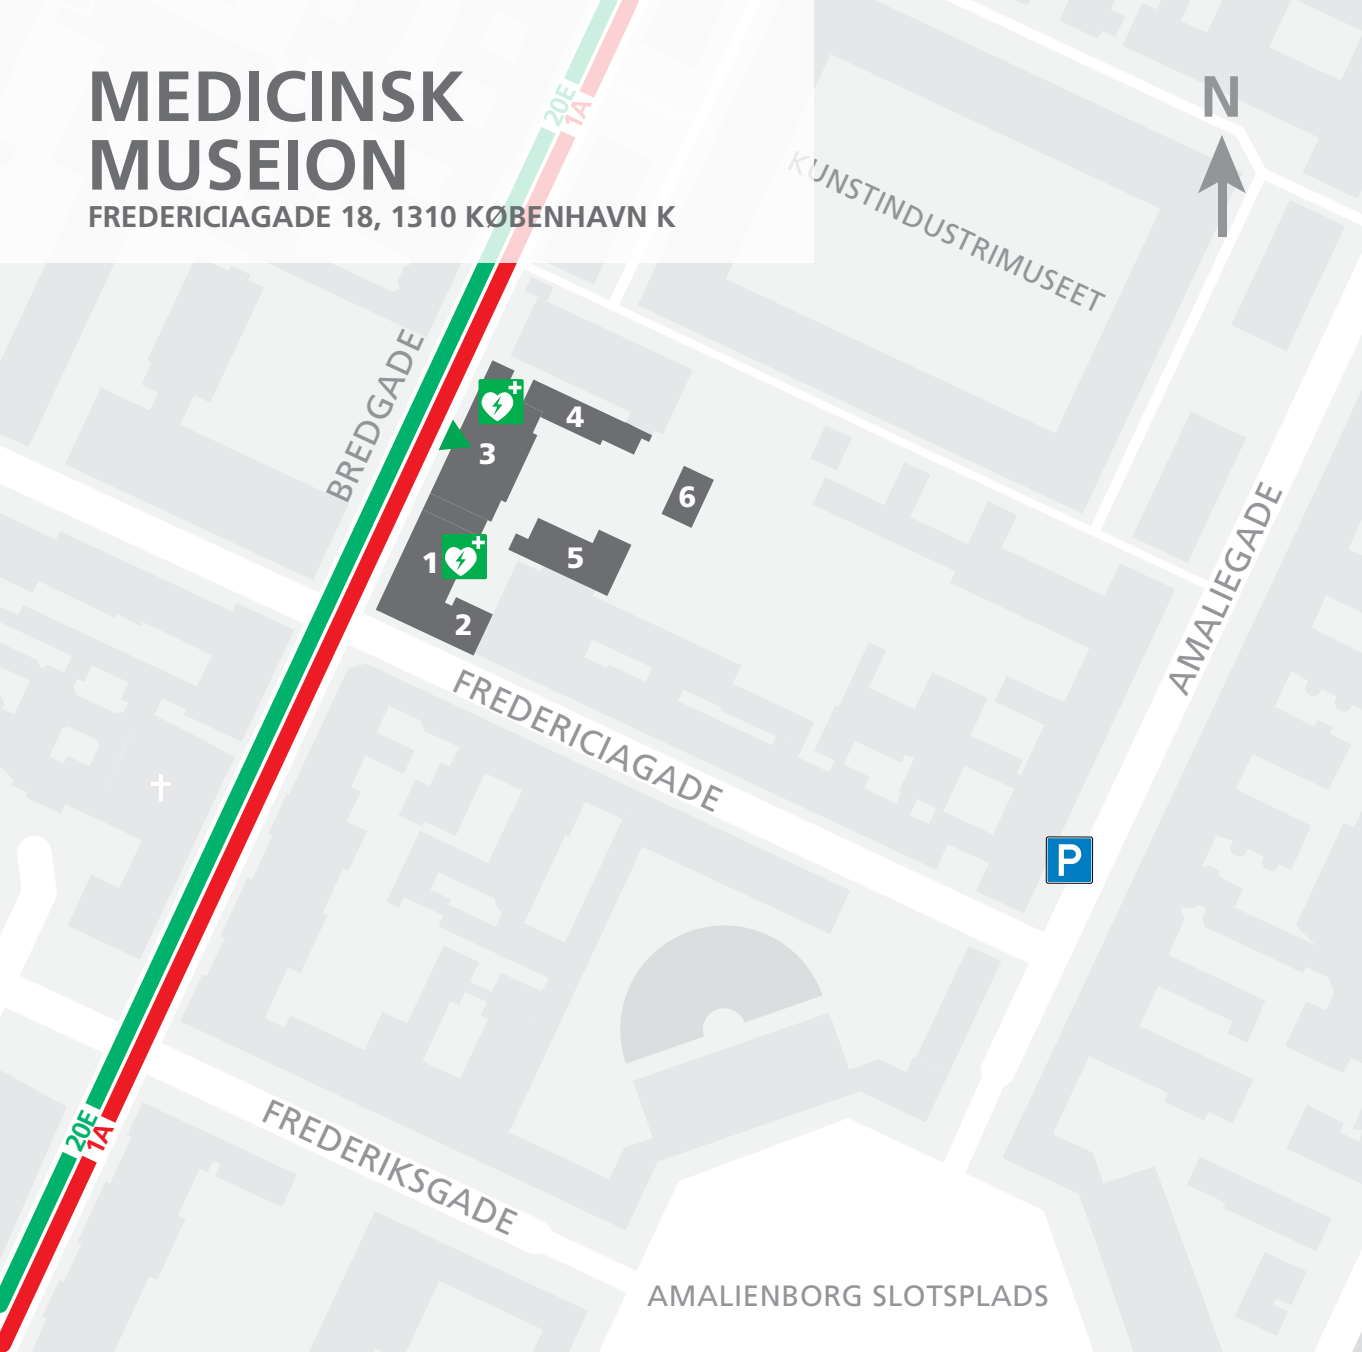 MEDICINSK
MUSEION
FREDERICIAGADE 18, 1310 KØBENHAVN K
20E
1A
N
KUNSTINDUSTRIMUSEET
BREDGADE
4
3
6
1
5
2
AMALIEGADE
FREDERICIAGADE
P
20E
1A
FREDERIKSGADE
AMALIENBORG SLOTSPLADS